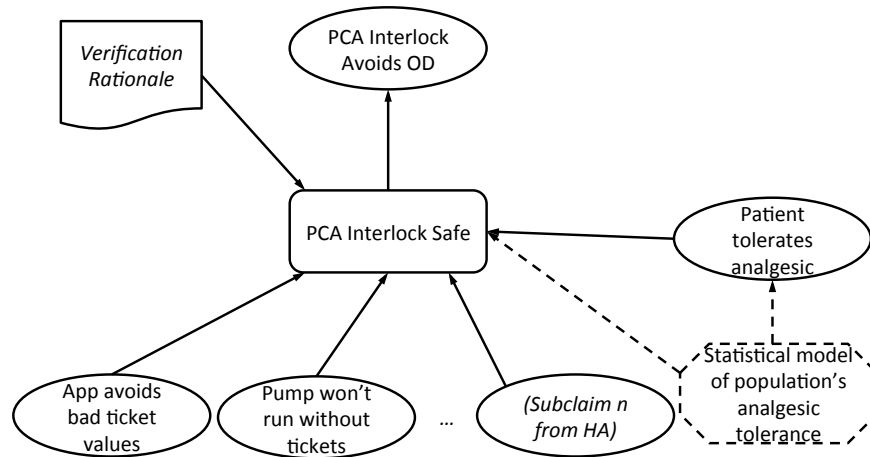 Verification
Rationale
PCA Interlock
Avoids OD
PCA Interlock Safe
Patient
tolerates
analgesic
App avoids
bad ticket
values
Pump won't
run without
tickets
...
(Subclaim n
from HA)
Statistical model
of population's
analgesic
tolerance